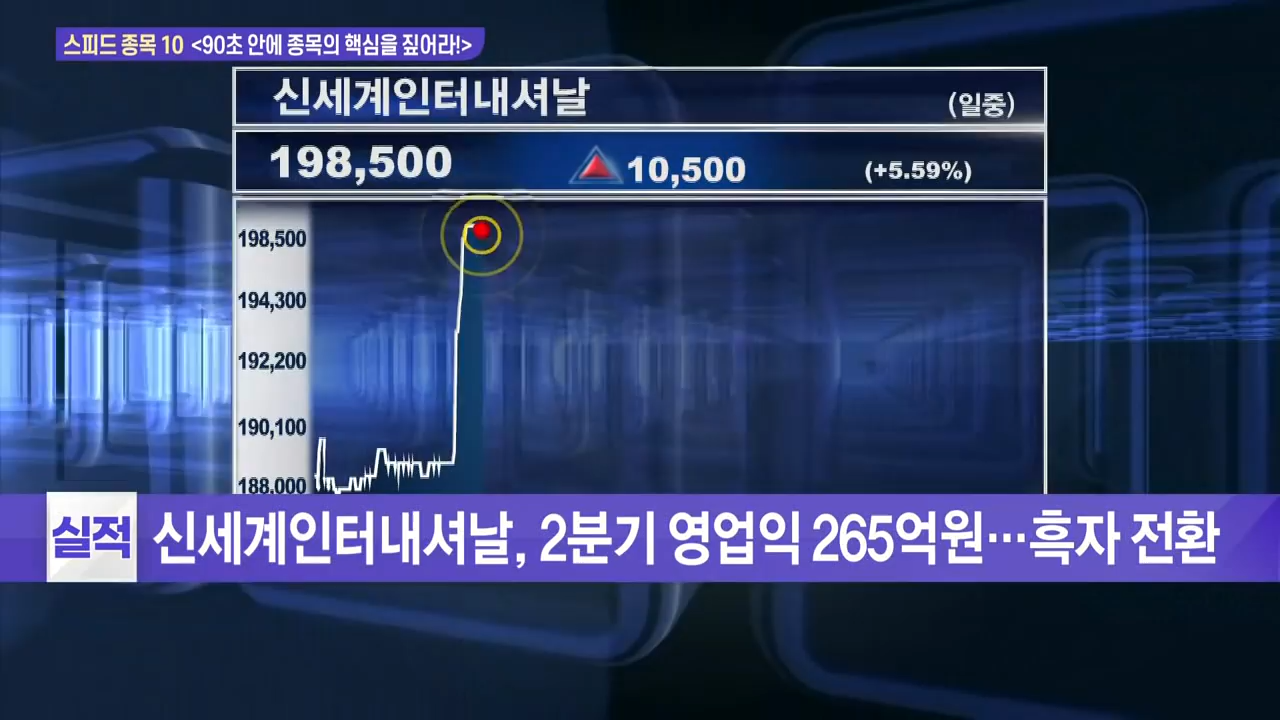 스피드 종목 10 <90초 안에 종목의 핵심을 짚어라!>
신세계인터내셔날 (일중)
198,500 10,500 (+5.59%)
198,500
194,300
192,200
190,100
188,000
실적 신세계인터내셔날, 2분기 영업익 265억원…흑자 전환